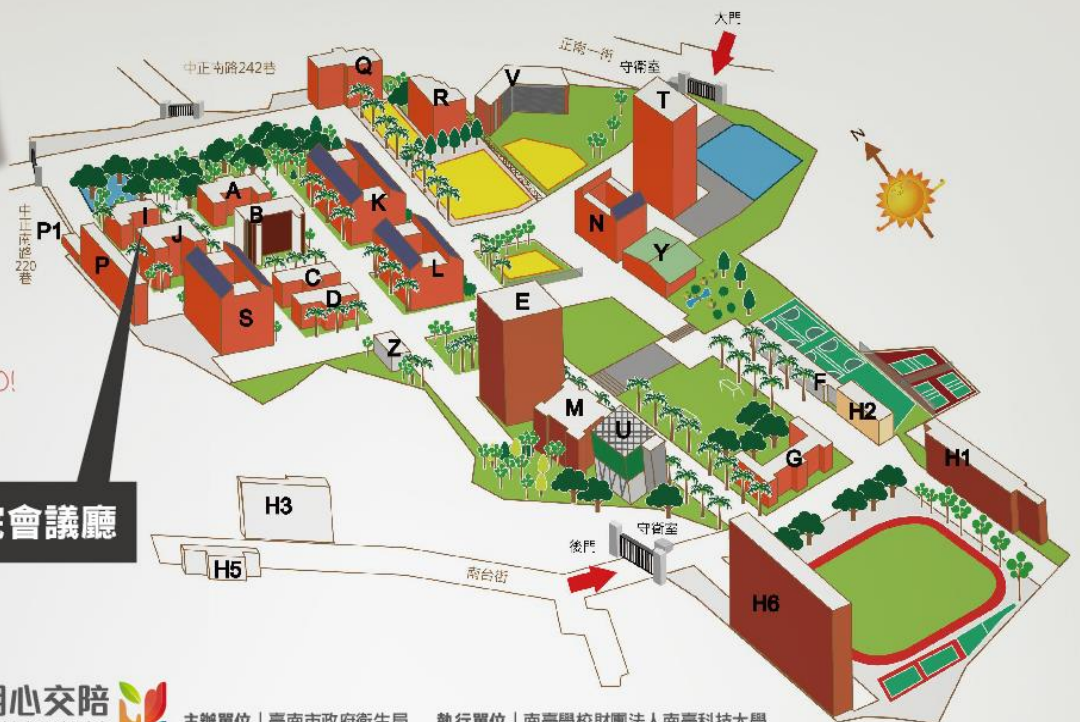 大門
正南一街
守衛室
中正南路242巷
Q
R
V
T
A
I
B
K
J
N
P1
P
中正南路220巷
Y
C
L
D
S
E
Z
F
M
H2
U
G
H1
會議廳
H3
守衛室
後門
H5
南台街
H6
用心交陪
主辦單位｜臺南市政府衛生局
執行單位｜南臺學校財團法人南臺科技大學